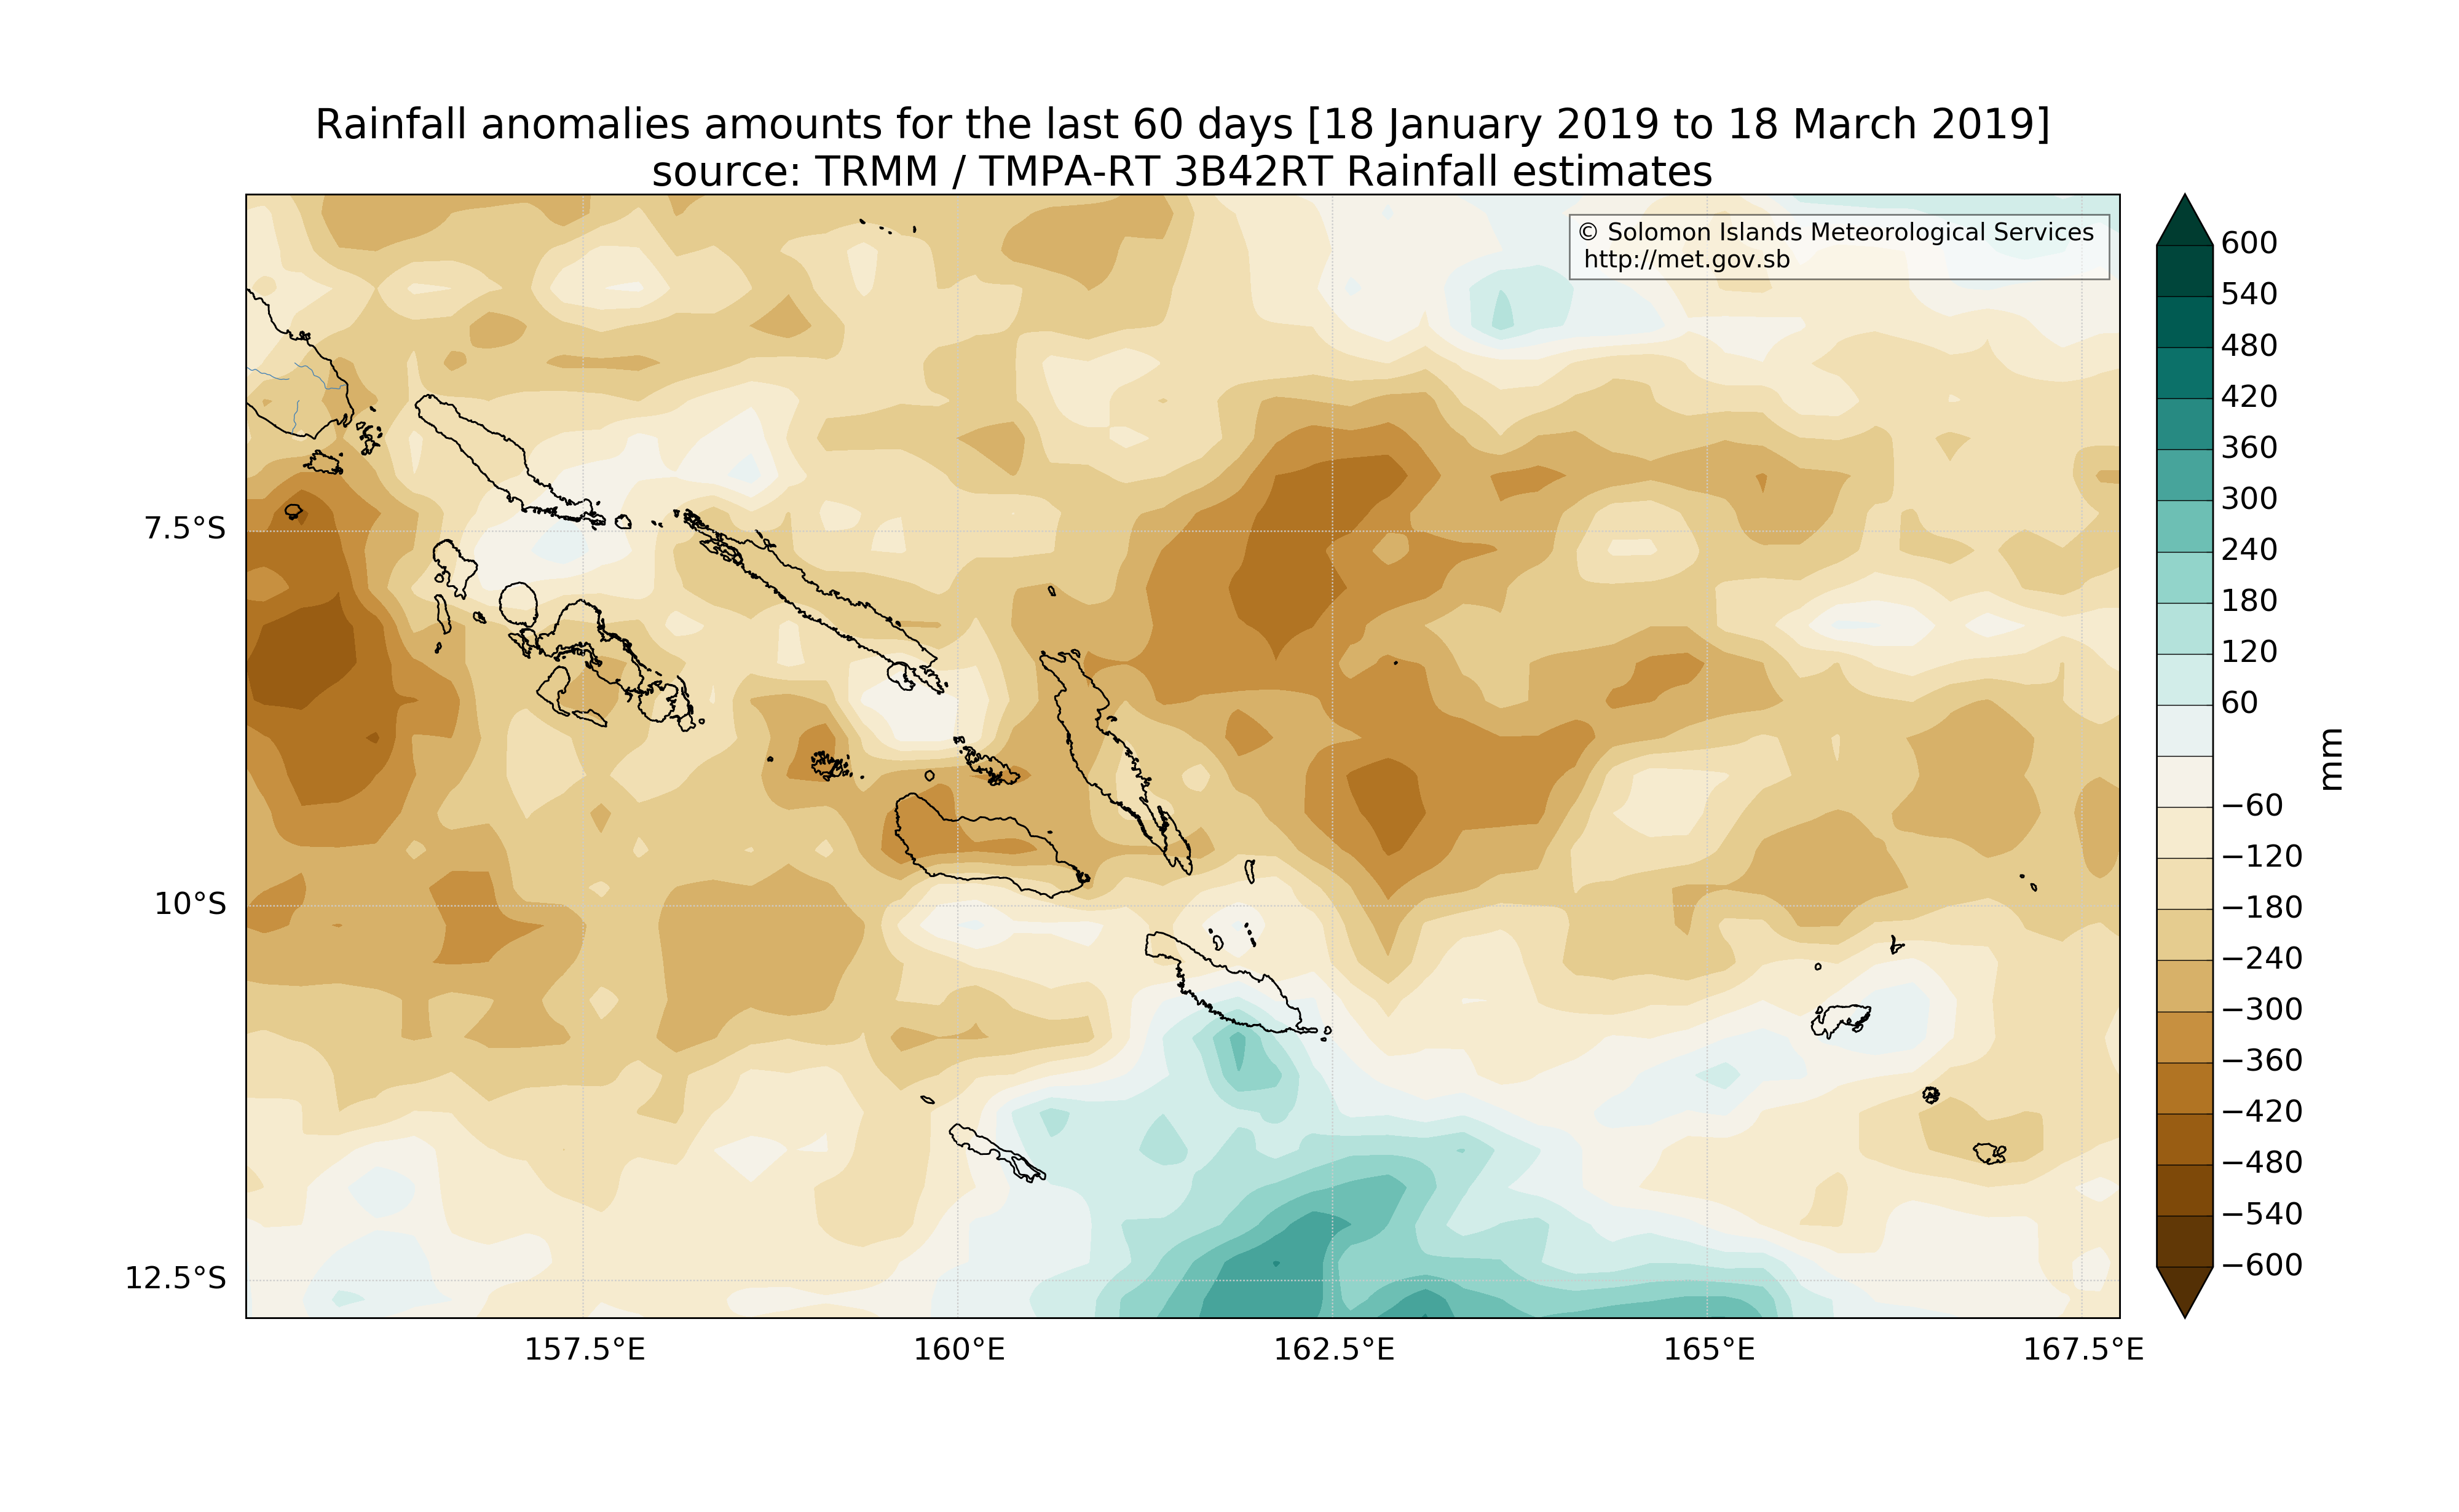 Rainfall anomalies amounts for the last 60 days [18 January 2019 to 18 March 2019]
source: TRMM / TMPA-RT 3B42RT Rainfall estimates
© Solomon Islands Meteorological Services
http://met.gov.sb
7.5°S
10°S
12.5°S
157.5°E
160°E
162.5°E
165°E
167.5°E
600
540
480
420
360
300
240
180
120
60
−60
−120
−180
−240
−300
−360
−420
−480
−540
−600
mm